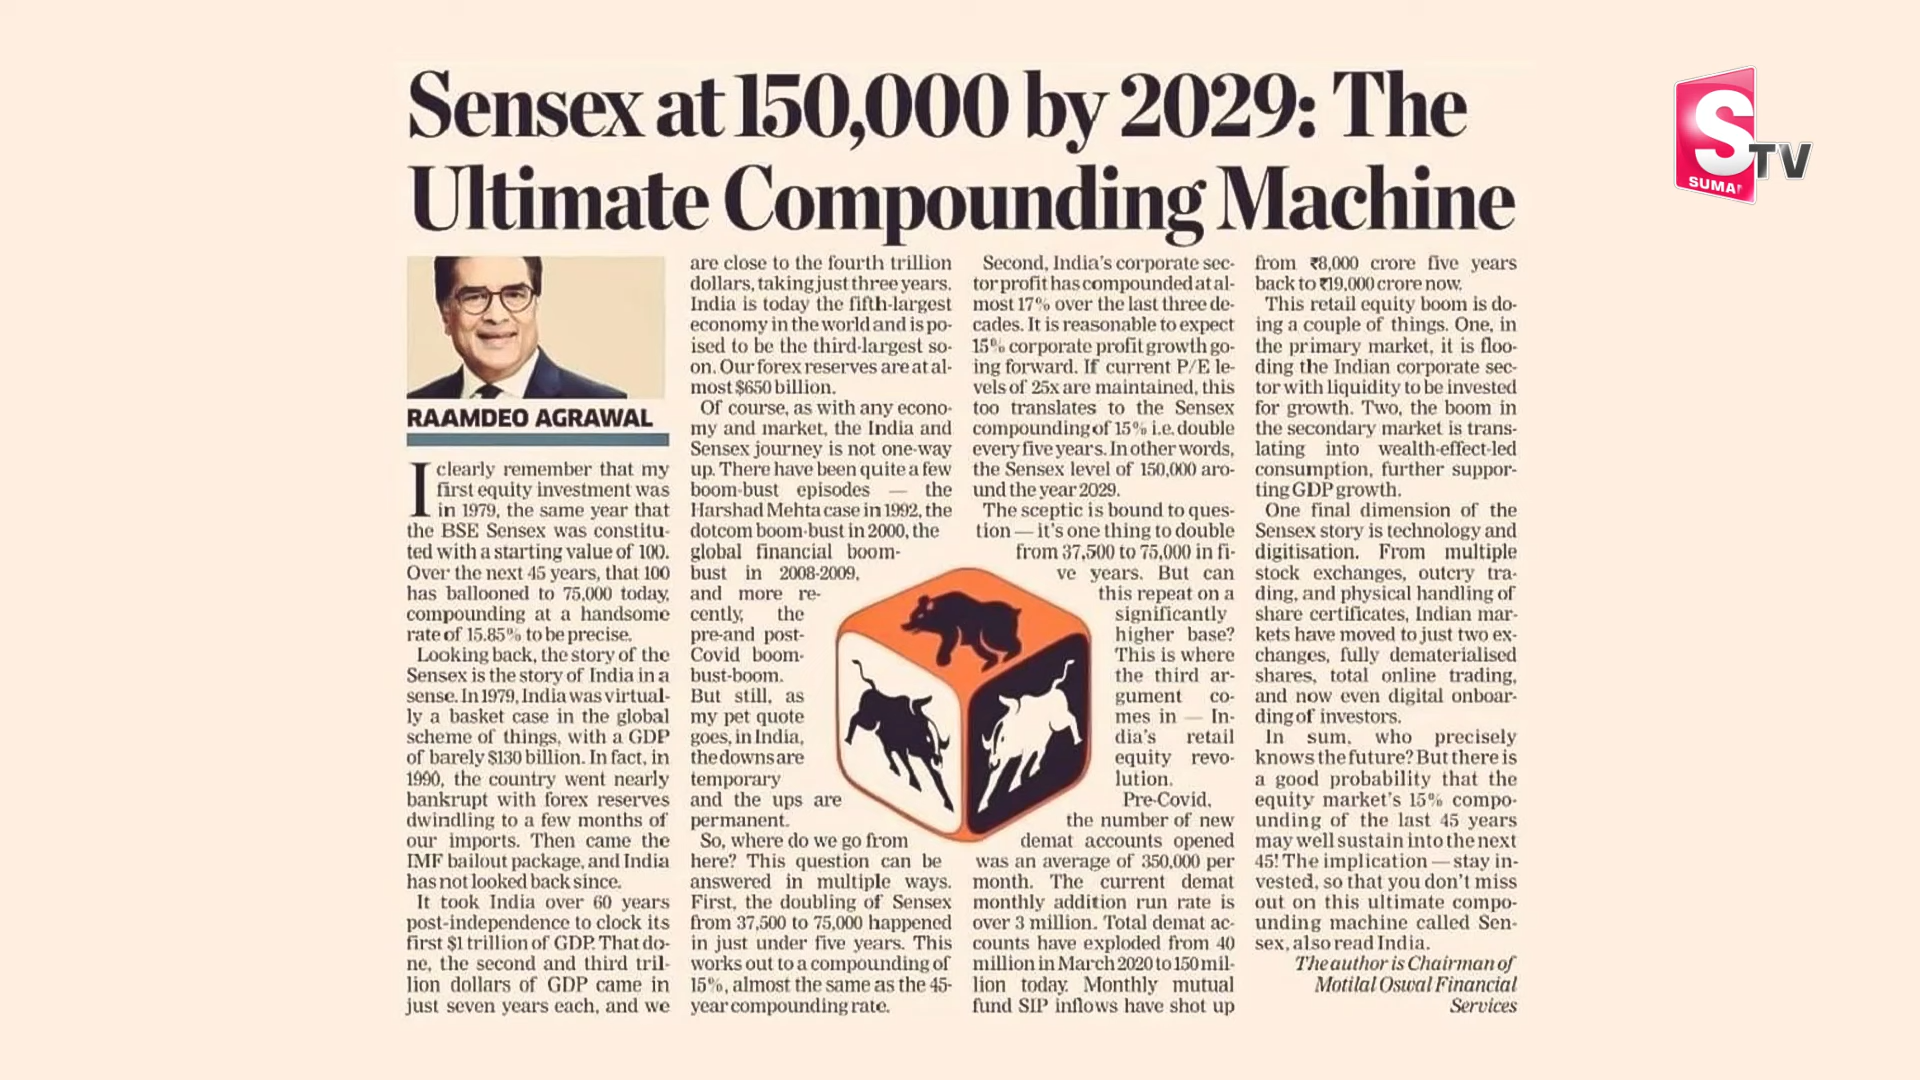 Sensex at 150,000 by 2029: The
Ultimate Compounding Machine
S
TV
SUMA
RAAMDEO AGRAWAL
I clearly remember that my
first equity investment was
in 1979, the same year that
the BSE Sensex was constitu-
ted with a starting value of 100.
Over the next 45 years, that 100
has ballooned to 75,000 today,
compounding at a handsome
rate of 15.85% to be precise.
Looking back, the story of the
Sensex is the story of India in a
sense. In 1979, India was virtual-
ly a basket case in the global
scheme of things, with a GDP
of barely $130 billion. In fact, in
1990, the country went nearly
bankrupt with forex reserves
dwindling to a few months of
our imports. Then came the
IMF bailout package, and India
has not looked back since.
It took India over 60 years
post-independence to clock its
first $1 trillion of GDP. That do-
ne, the second and third tril-
lion dollars of GDP came in
just seven years each, and we
are close to the fourth trillion
dollars, taking just three years.
India is today the fifth-largest
economy in the world and is po-
ised to be the third-largest so-
on. Our forex reserves are at al-
most $650 billion.
Of course, as with any econo-
my and market, the India and
Sensex journey is not one-way
up. There have been quite a few
boom-bust episodes — the
Harshad Mehta case in 1992, the
dotcom boom-bust in 2000, the
global financial boom-
bust in 2008-2009,
and more re-
cently, the
pre-and post-
Covid boom-
bust-boom.
But still, as
my pet quote
goes, in India,
the downs are
temporary
and the ups are
permanent.
So, where do we go from
here? This question can be
answered in multiple ways.
First, the doubling of Sensex
from 37,500 to 75,000 happened
in just under five years. This
works out to a compounding of
15%, almost the same as the 45-
year compounding rate.
Second, India's corporate sec-
tor profit has compounded at al-
most 17% over the last three de-
cades. It is reasonable to expect
15% corporate profit growth go-
ing forward. If current P/E le-
vels of 25x are maintained, this
too translates to the Sensex
compounding of 15% i.e. double
every five years. In other words,
the Sensex level of 150,000 aro-
und the year 2029.
The sceptic is bound to ques-
tion — it's one thing to double
from 37,500 to 75,000 in fi-
ve years. But can
this repeat on a
significantly
higher base?
This is where
the third ar-
gument co-
mes in — In-
dia's retail
equity revo-
lution.
Pre-Covid,
the number of new
demat accounts opened
was an average of 350,000 per
month. The current demat
monthly addition run rate is
over 3 million. Total demat ac-
counts have exploded from 40
million in March 2020 to 150 mil-
lion today. Monthly mutual
fund SIP inflows have shot up
from ₹8,000 crore five years
back to ₹19,000 crore now.
This retail equity boom is do-
ing a couple of things. One, in
the primary market, it is floo-
ding the Indian corporate sec-
tor with liquidity to be invested
for growth. Two, the boom in
the secondary market is trans-
lating into wealth-effect-led
consumption, further suppor-
ting GDP growth.
One final dimension of the
Sensex story is technology and
digitisation. From multiple
stock exchanges, outcry tra-
ding, and physical handling of
share certificates, Indian mar-
kets have moved to just two ex-
changes, fully dematerialised
shares, total online trading,
and now even digital onboar-
ding of investors.
In sum, who precisely
knows the future? But there is
a good probability that the
equity market's 15% compo-
unding of the last 45 years
may well sustain into the next
45! The implication — stay in-
vested, so that you don't miss
out on this ultimate compo-
unding machine called Sen-
sex, also read India.
The author is Chairman of
Motilal Oswal Financial
Services